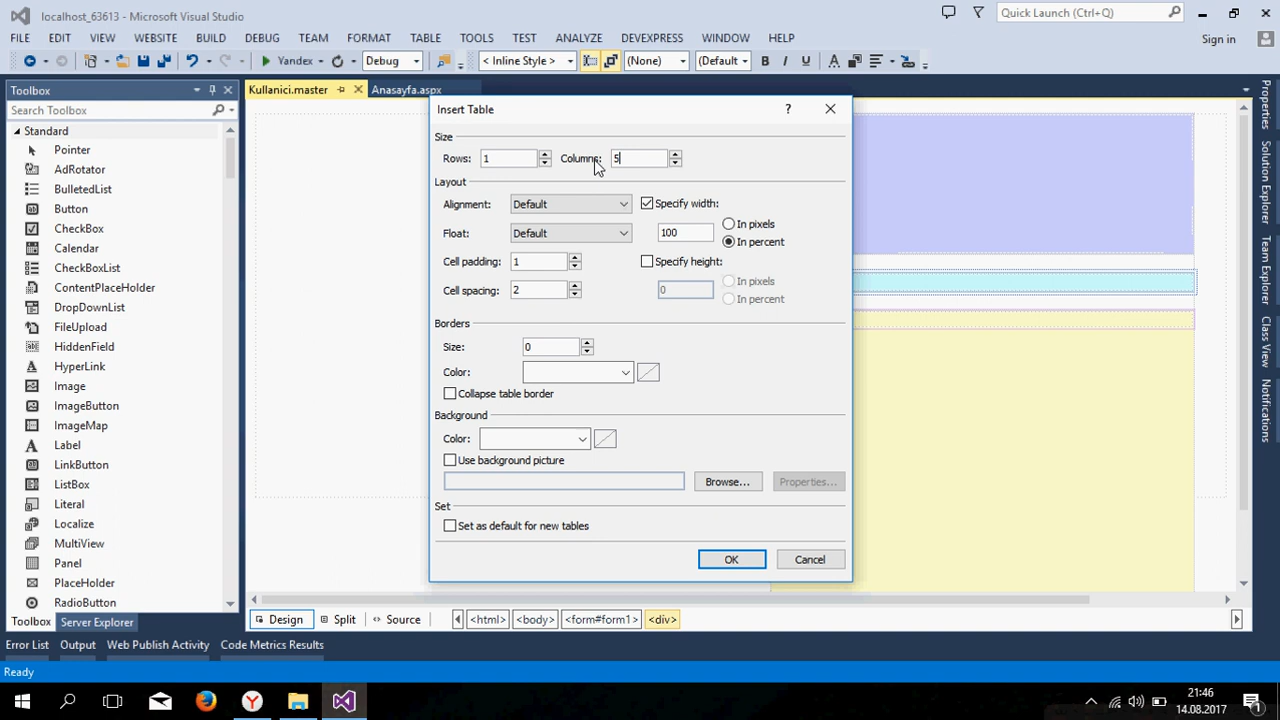 localhost_63613 - Microsoft Visual Studio
Quick Launch (Ctrl+Q)
FILE EDIT VIEW WEBSITE BUILD DEBUG TEAM FORMAT TABLE TOOLS TEST ANALYZE DEVEXPRESS WINDOW HELP
Sign in
Yandex Debug < Inline Style > (None) (Default B I U A
Toolbox
Search Toolbox
Standard
Pointer
AdRotator
BulletedList
Button
CheckBox
Calendar
CheckBoxList
ContentPlaceHolder
DropDownList
FileUpload
HiddenField
HyperLink
Image
ImageButton
ImageMap
Label
LinkButton
ListBox
Literal
Localize
MultiView
Panel
PlaceHolder
RadioButton
Toolbox Server Explorer
Kullanici.master Anasayfa.aspx
Insert Table ?
Size
Rows: 1 Columns: 5
Layout
Alignment: Default Specify width:
Float: Default 100 In pixels
In percent
Cell padding: 1 Specify height:
Cell spacing: 2 0 In pixels
In percent
Borders
Size: 0
Color:
Collapse table border
Background
Color:
Use background picture
Browse... Properties...
Set
Set as default for new tables
OK Cancel
Properties
Solution Explorer
Team Explorer
Class View
Notifications
Design Split Source <html> <body> <form#form1> <div>
Error List Output Web Publish Activity Code Metrics Results
Ready
21:46
14.08.2017
1